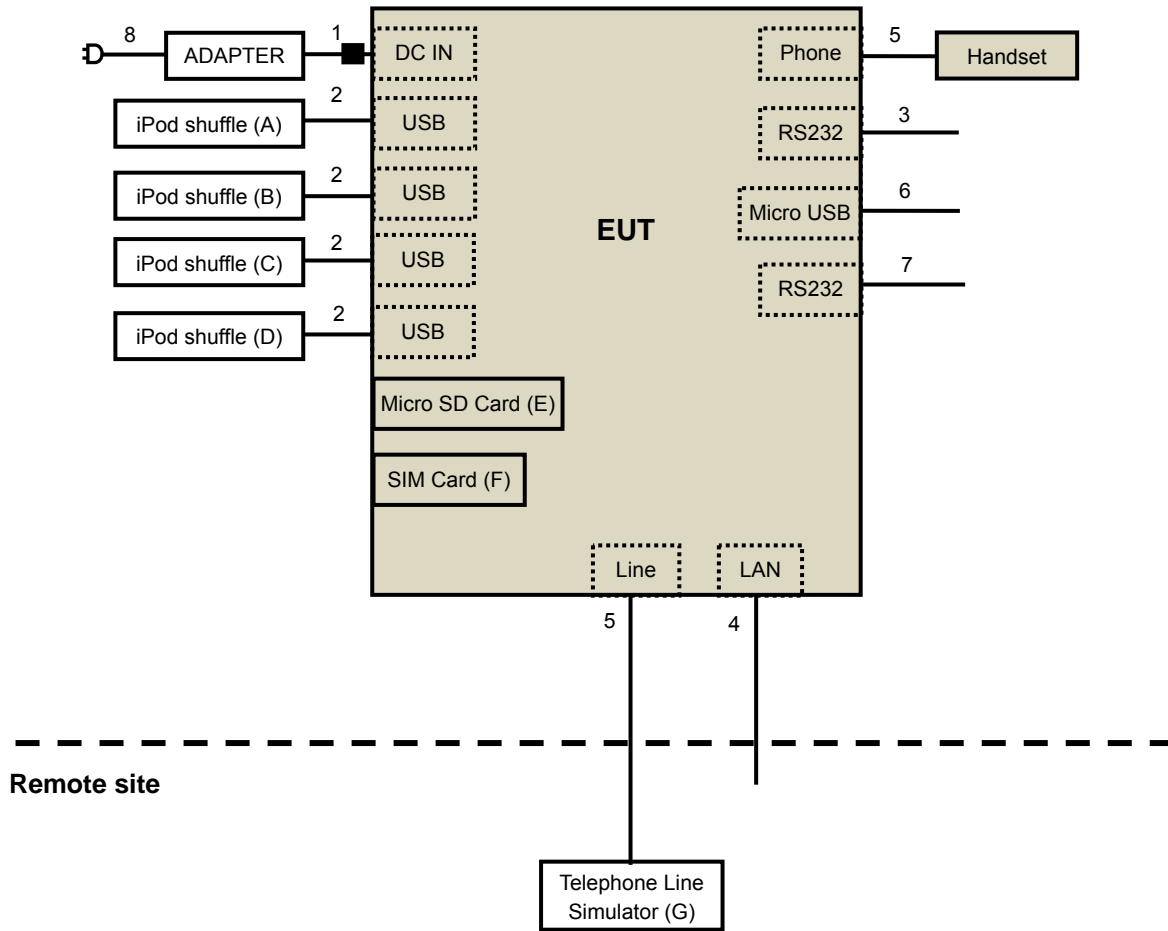 8
ADAPTER
1
DC IN
Phone
5
Handset
iPod shuffle (A)
2
USB
RS232
3
iPod shuffle (B)
2
USB
Micro USB
6
EUT
iPod shuffle (C)
2
USB
RS232
7
iPod shuffle (D)
2
USB
Micro SD Card (E)
SIM Card (F)
Line
LAN
5
4
Remote site
Telephone Line
Simulator (G)